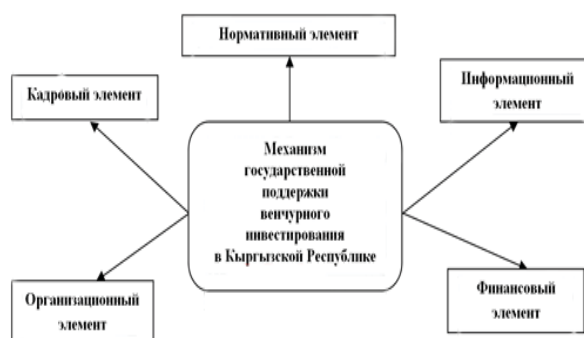 Нормативный элемент
Кадровый элемент
Информационный
элемент
Механизм
государственной
поддержки
венчурного
инвестирования
в Кыргызской Республике
Организационный
элемент
Финансовый
элемент